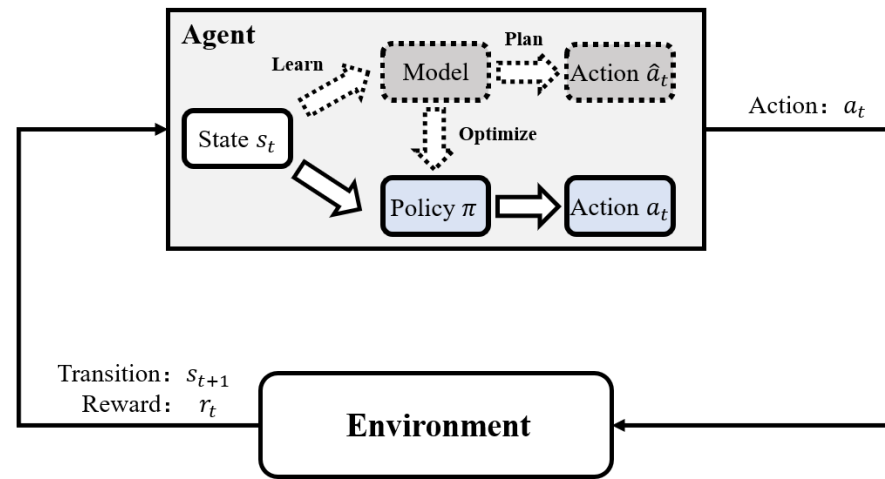 Agent
Plan
Learn
Model
Action â_t
Action： a_t
State s_t
Optimize
Policy π
Action a_t
Transition： s_{t+1}
Reward： r_t
Environment